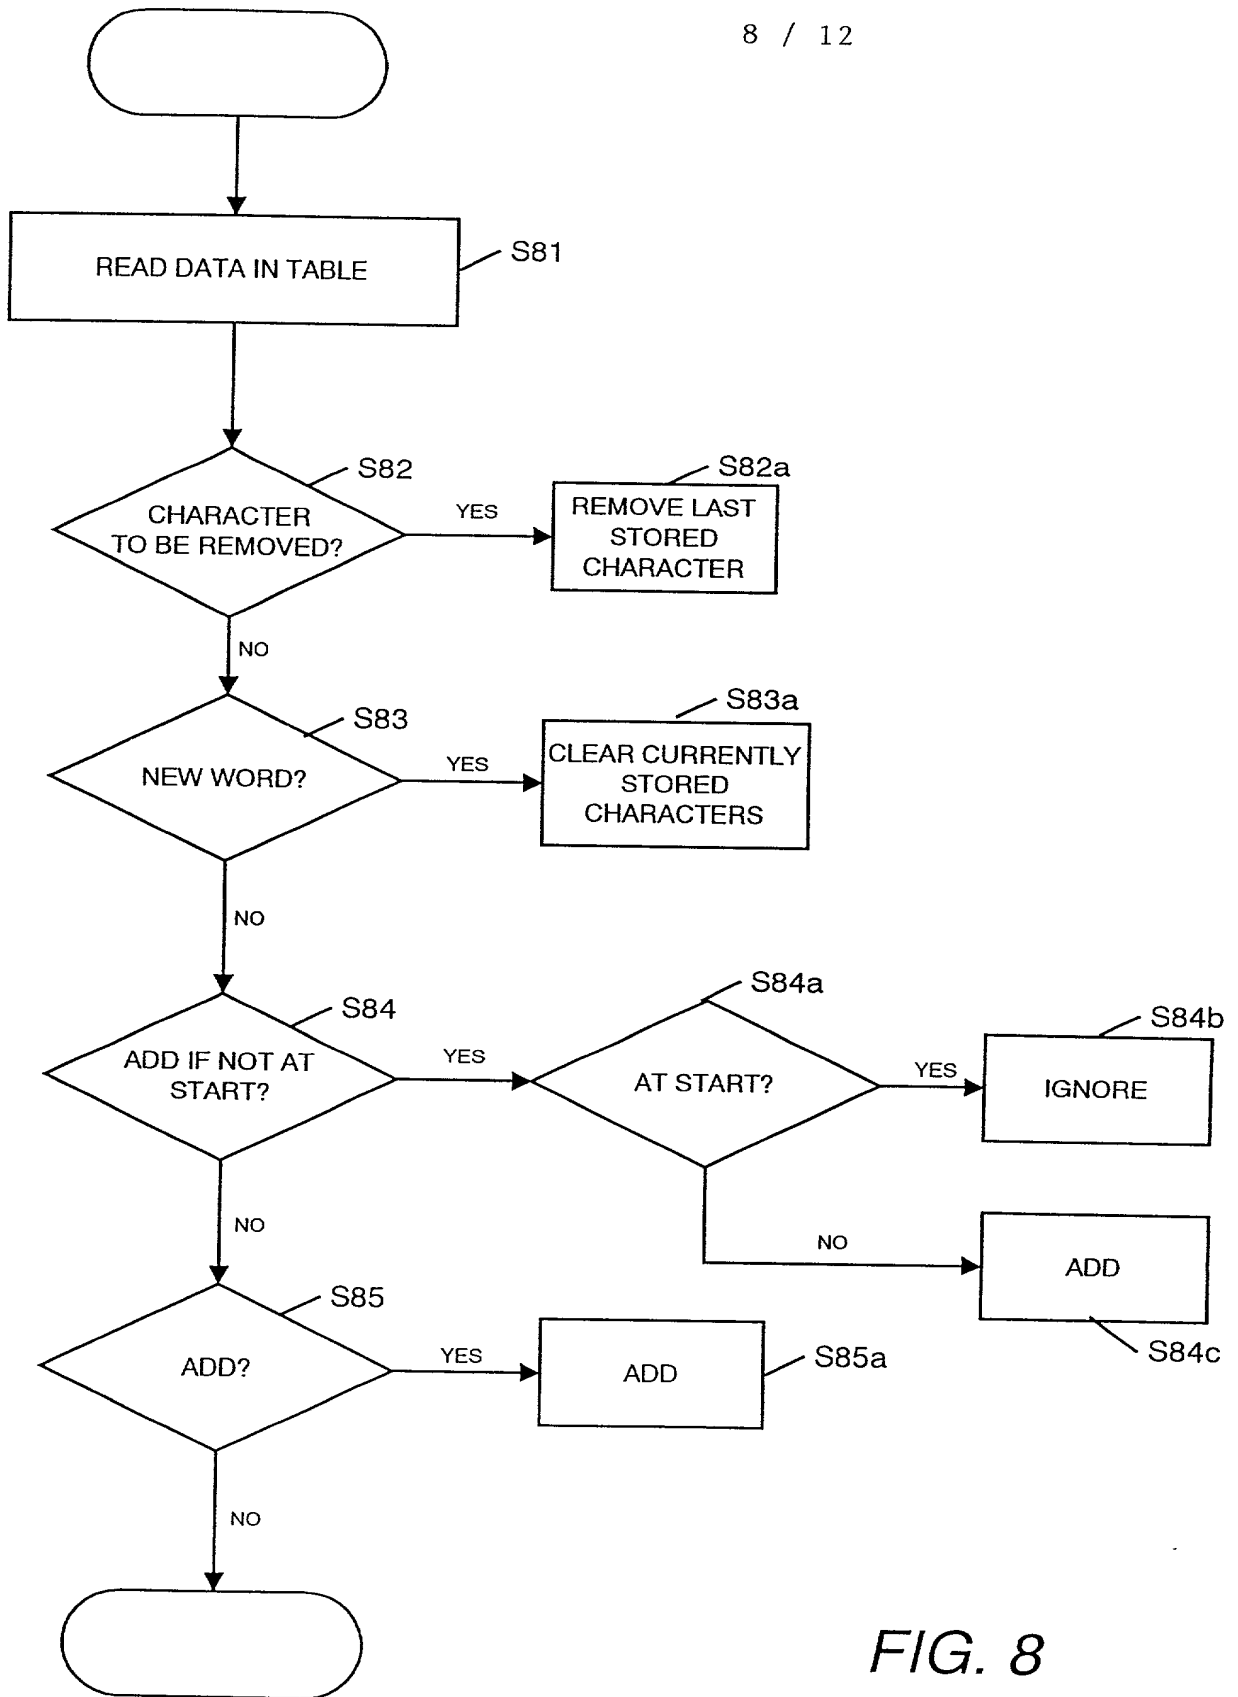 8 / 12
READ DATA IN TABLE
S81
CHARACTER
TO BE REMOVED?
S82
YES
REMOVE LAST
STORED
CHARACTER
S82a
NO
NEW WORD?
S83
YES
CLEAR CURRENTLY
STORED
CHARACTERS
S83a
NO
ADD IF NOT AT
START?
S84
YES
AT START?
S84a
YES
IGNORE
S84b
NO
ADD
S84c
NO
ADD?
S85
YES
ADD
S85a
NO
FIG. 8